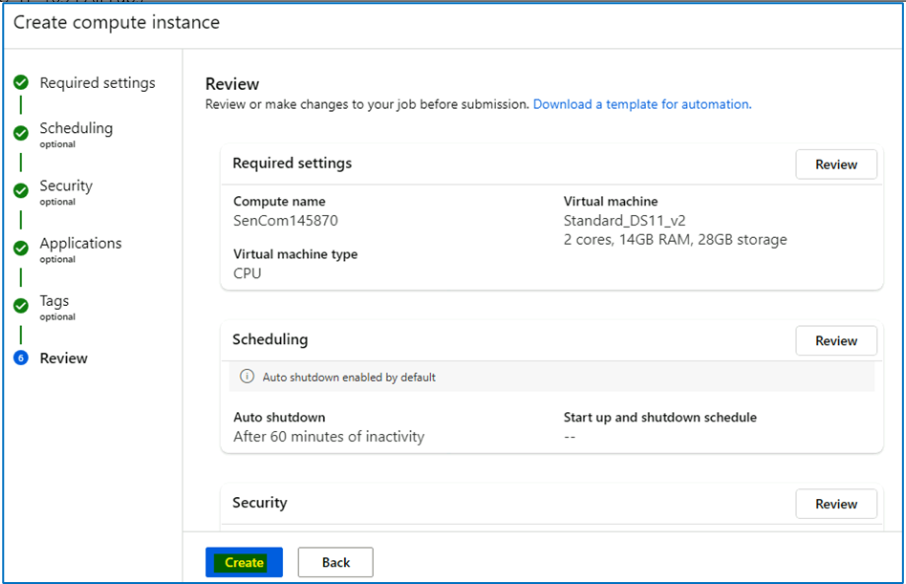 Create compute instance
Required settings
Scheduling
optional
Security
optional
Applications
optional
Tags
optional
6
Review
Review
Review or make changes to your job before submission. Download a template for automation.
Required settings
Review
Compute name
Virtual machine
SenCom145870
Standard_DS11_v2
2 cores, 14GB RAM, 28GB storage
Virtual machine type
CPU
Scheduling
Review
Auto shutdown enabled by default
Auto shutdown
Start up and shutdown schedule
After 60 minutes of inactivity
--
Security
Review
Create
Back